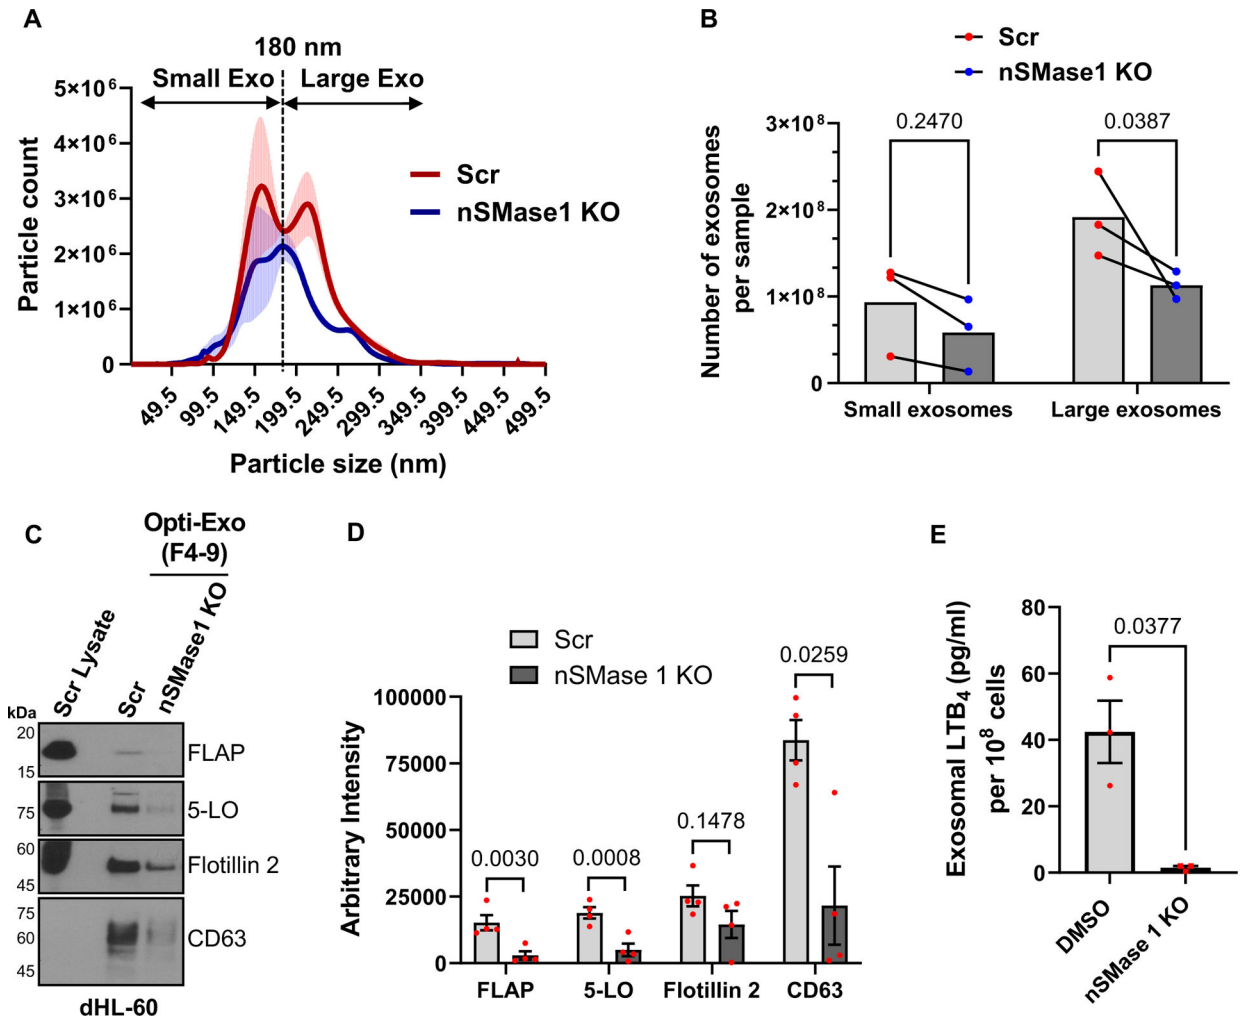 A
180 nm
Small Exo
Large Exo
5×10⁶
4×10⁶
3×10⁶
2×10⁶
1×10⁶
0
Particle count
Scr
nSMase1 KO
49.5
99.5
149.5
199.5
249.5
299.5
349.5
399.5
449.5
499.5
Particle size (nm)
B
Scr
nSMase1 KO
Number of exosomes
per sample
3×10⁸
2×10⁸
1×10⁸
0
0.2470
0.0387
Small exosomes
Large exosomes
C
Opti-Exo
(F4-9)
Scr Lysate
Scr
nSMase1 KO
kDa
20
15
FLAP
75
5-LO
60
45
Flotillin 2
75
60
45
CD63
dHL-60
D
Scr
nSMase 1 KO
Arbitrary Intensity
100000
75000
50000
25000
0
0.0030
0.0008
0.1478
0.0259
FLAP
5-LO
Flotillin 2
CD63
E
Exosomal LTB₄ (pg/ml)
per 10⁸ cells
80
60
40
20
0
0.0377
DMSO
nSMase 1 KO